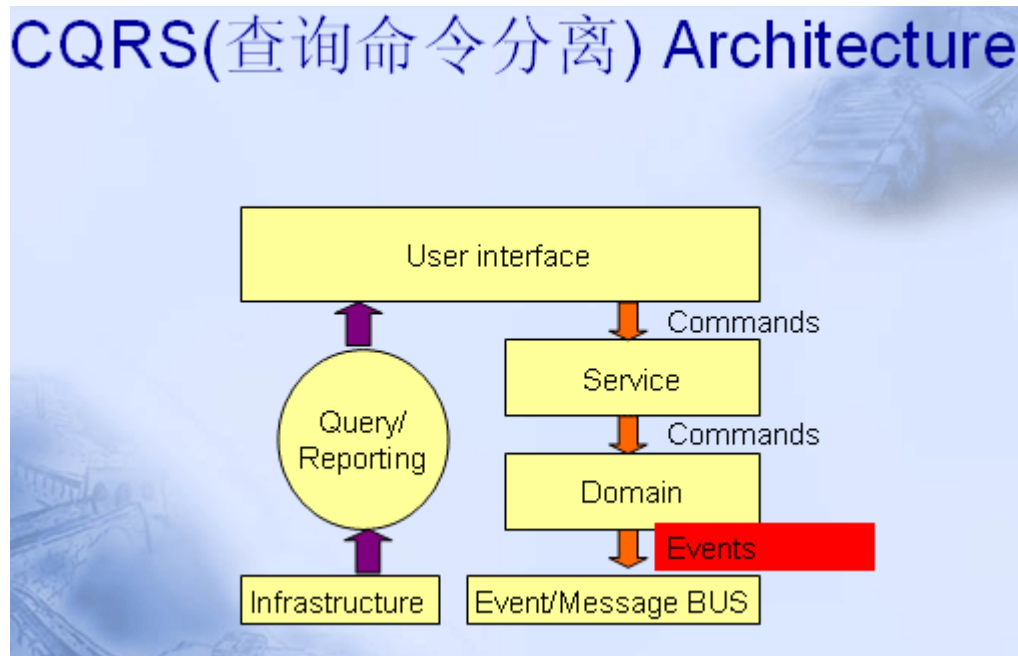 CQRS(查询命令分离) Architecture
User interface
Commands
Service
Query/
Reporting
Commands
Domain
Events
Infrastructure
Event/Message BUS